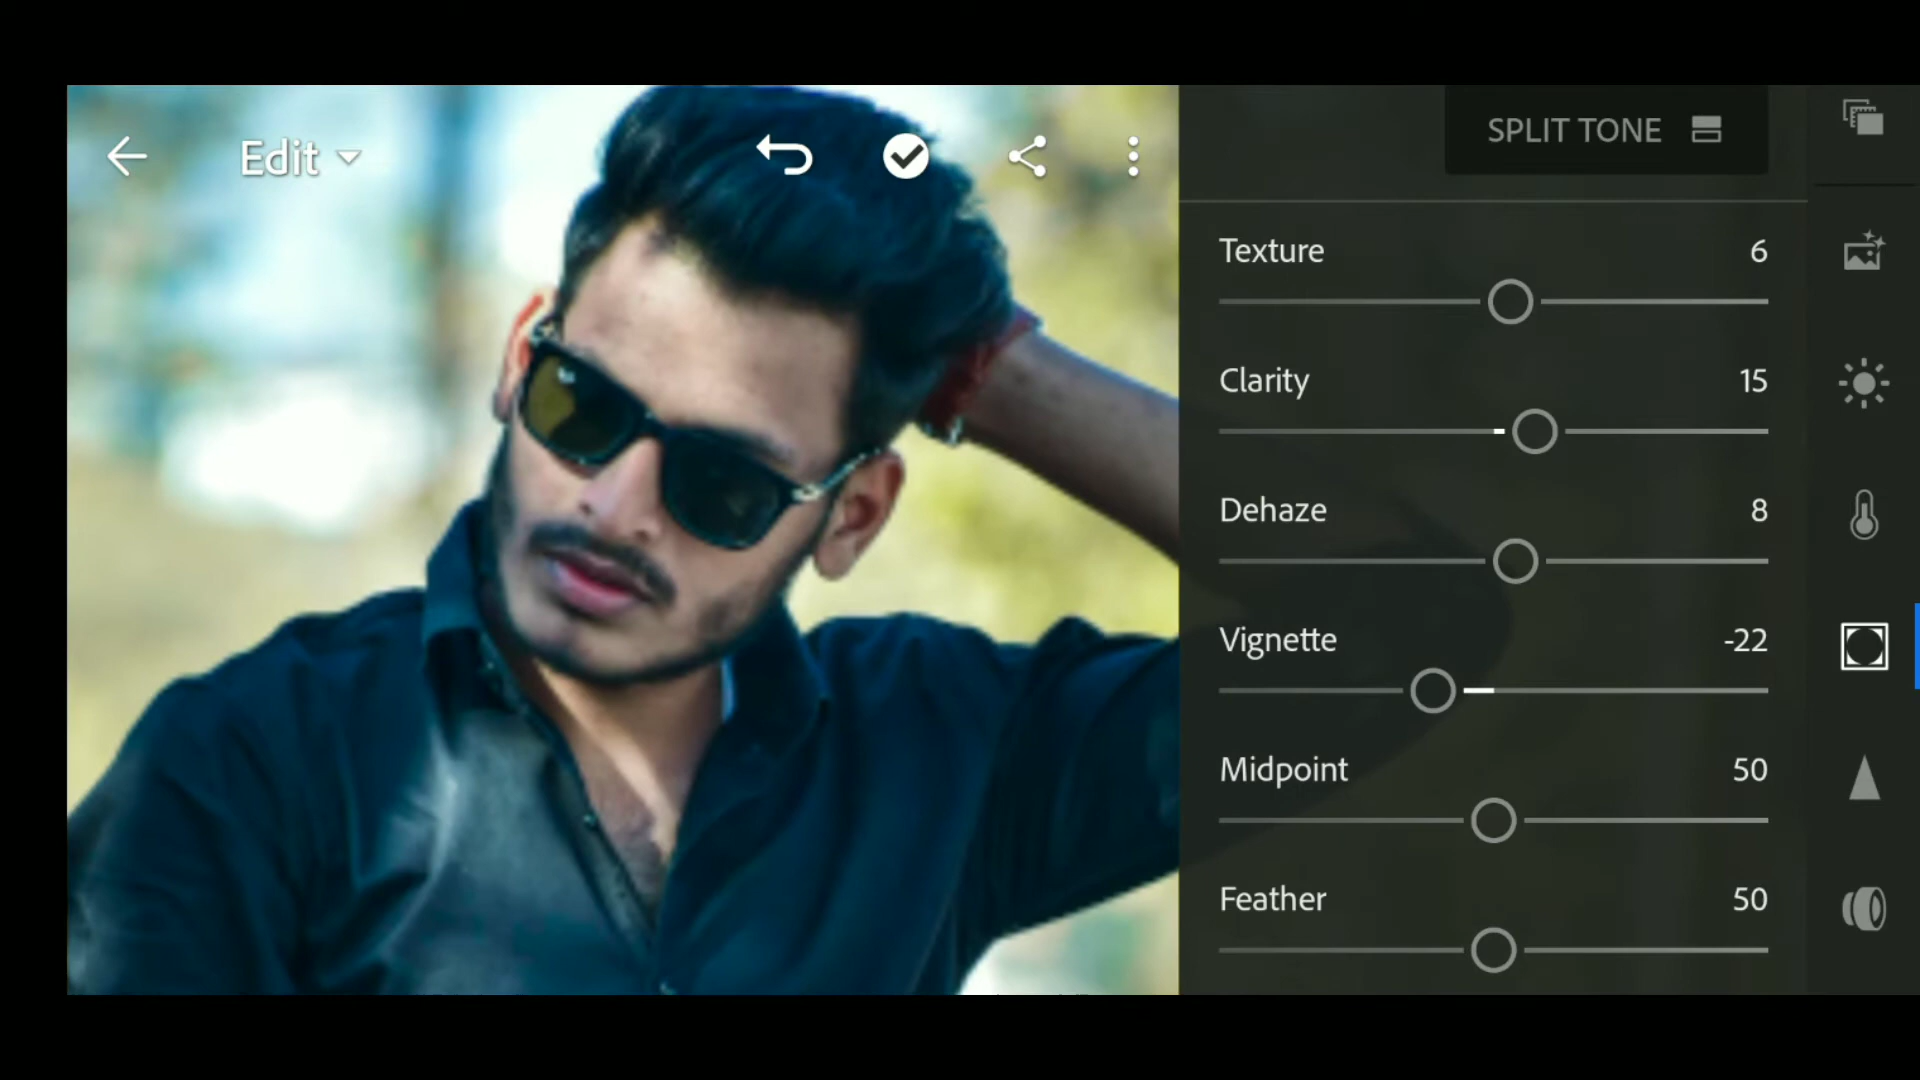 Edit
SPLIT TONE
Texture 6
Clarity 15
Dehaze 8
Vignette -22
Midpoint 50
Feather 50